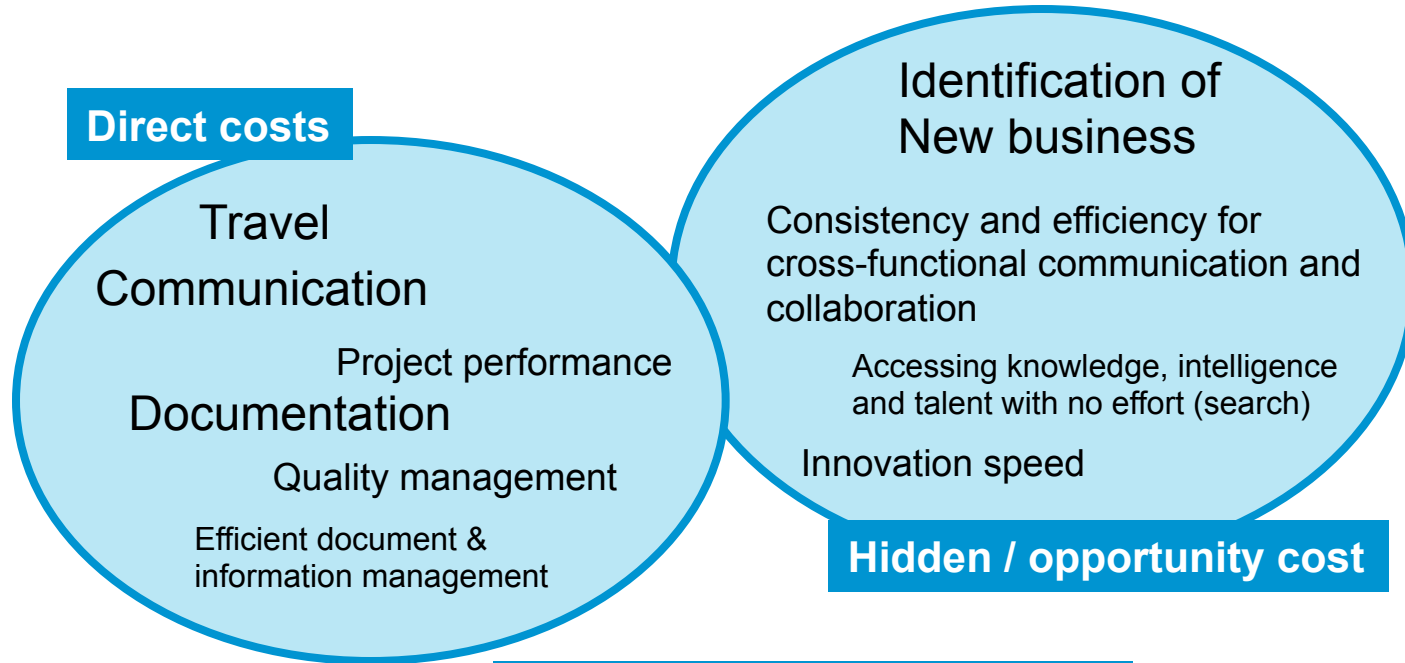 Direct costs
Travel
Communication
Project performance
Documentation
Quality management
Efficient document &
information management
Identification of
New business
Consistency and efficiency for
cross-functional communication and
collaboration
Accessing knowledge, intelligence
and talent with no effort (search)
Innovation speed
Hidden / opportunity cost